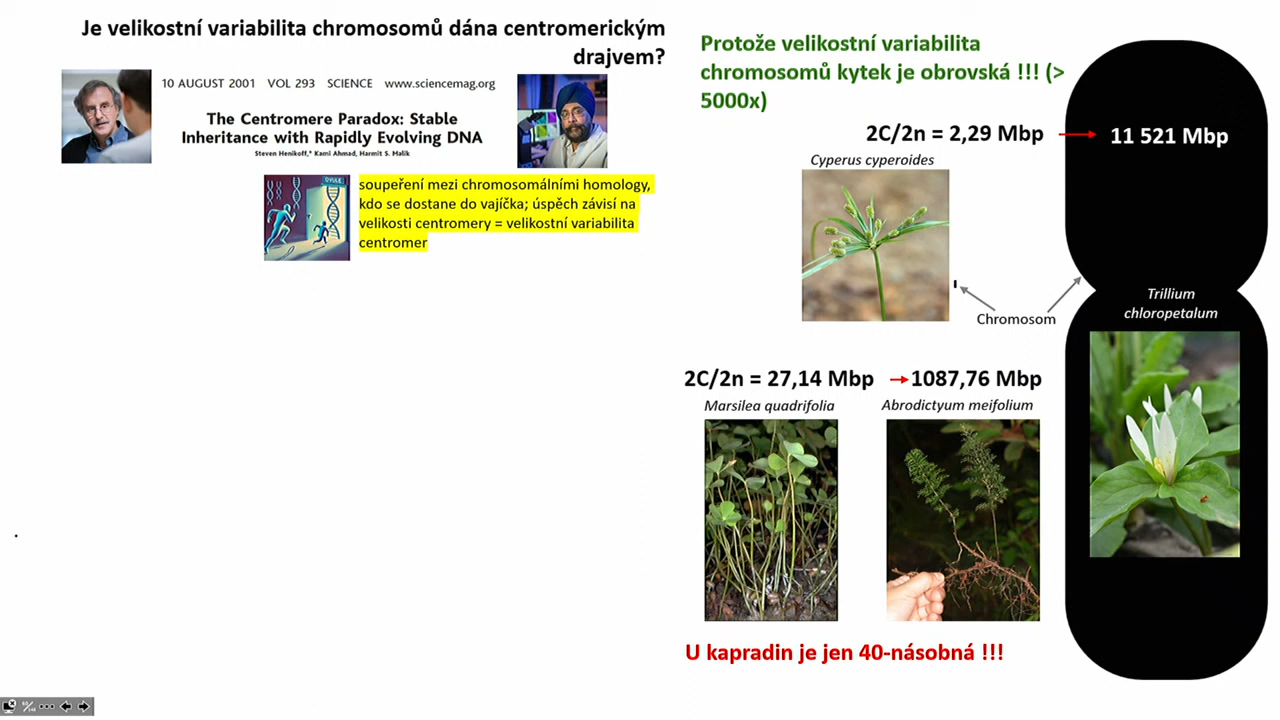 Je velikostní variabilita chromosomů dána centromerickým
drajvem?
10 AUGUST 2001 VOL 293 SCIENCE www.sciencemag.org
The Centromere Paradox: Stable
Inheritance with Rapidly Evolving DNA
Steven Henikoff,* Kami Ahmad, Harmit S. Malik
OVULE
soupeření mezi chromosomálními homology,
kdo se dostane do vajíčka; úspěch závisí na
velikosti centromery = velikostní variabilita
centromer
Protože velikostní variabilita
chromosomů kytek je obrovská !!! (>
5000x)
2C/2n = 2,29 Mbp
11 521 Mbp
Cyperus cyperoides
Chromosom
Trillium
chloropetalum
2C/2n = 27,14 Mbp
1087,76 Mbp
Marsilea quadrifolia
Abrodictyum meifolium
U kapradin je jen 40-násobná !!!